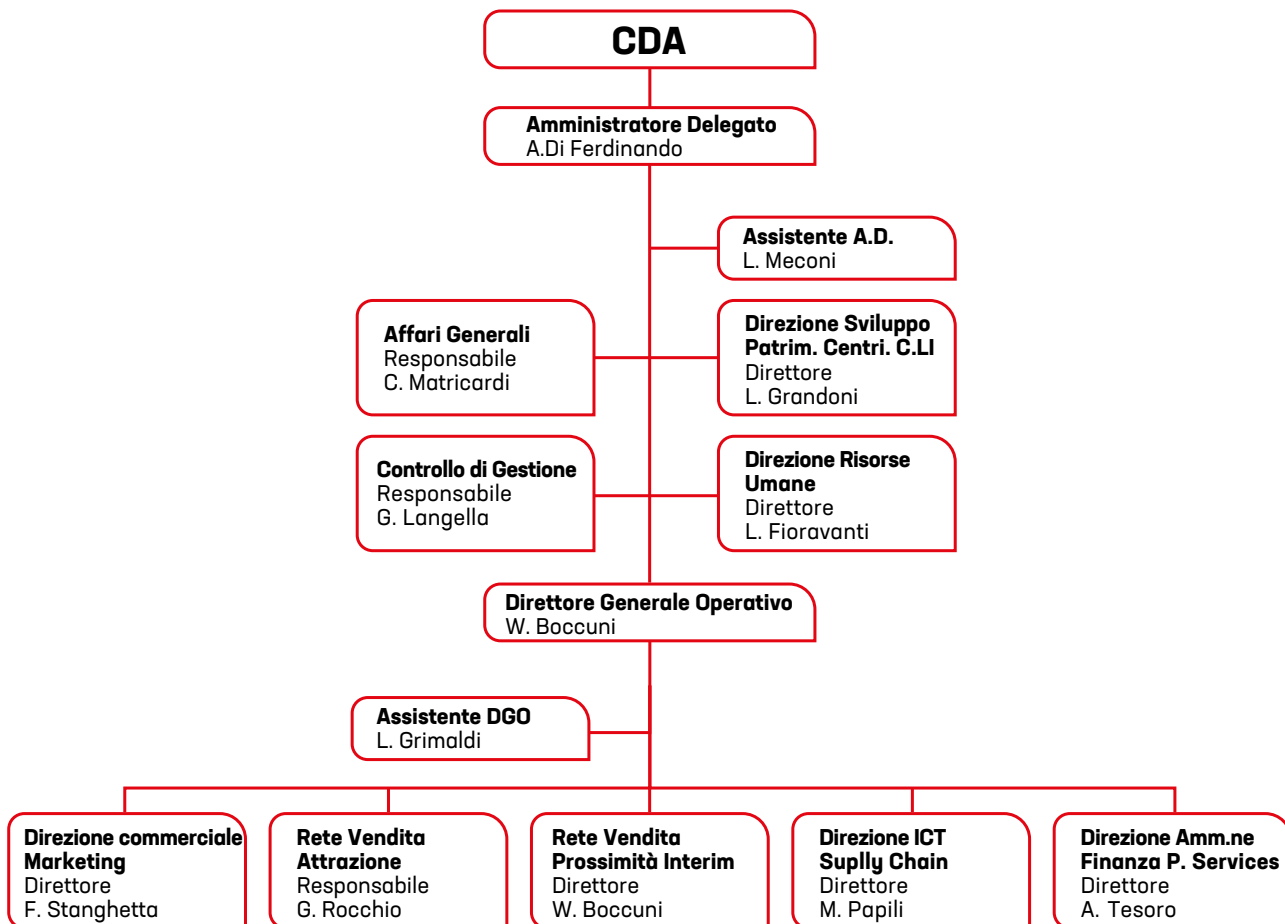 CDA
Amministratore Delegato
A.Di Ferdinando
Assistente A.D.
L. Meconi
Affari Generali
Responsabile
C. Matricardi
Direzione Sviluppo
Patrim. Centri. C.LI
Direttore
L. Grandoni
Controllo di Gestione
Responsabile
G. Langella
Direzione Risorse
Umane
Direttore
L. Fioravanti
Direttore Generale Operativo
W. Boccuni
Assistente DGO
L. Grimaldi
Direzione commerciale
Marketing
Direttore
F. Stanghetta
Rete Vendita
Attrazione
Responsabile
G. Rocchio
Rete Vendita
Prossimità Interim
Direttore
W. Boccuni
Direzione ICT
Suplly Chain
Direttore
M. Papili
Direzione Amm.ne
Finanza P. Services
Direttore
A. Tesoro